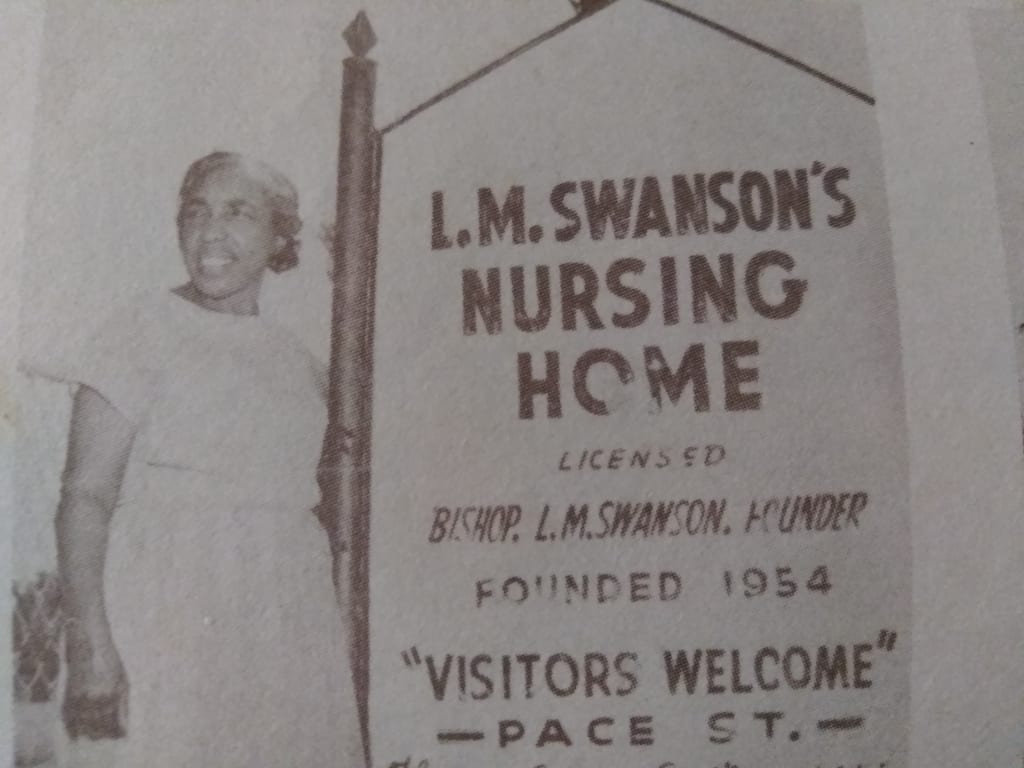 L.M. SWANSON'S
NURSING
HOME
LICENSED
BISHOP. L.M. SWANSON. FOUNDER
FOUNDED 1954
"VISITORS WELCOME"
— PACE ST. —